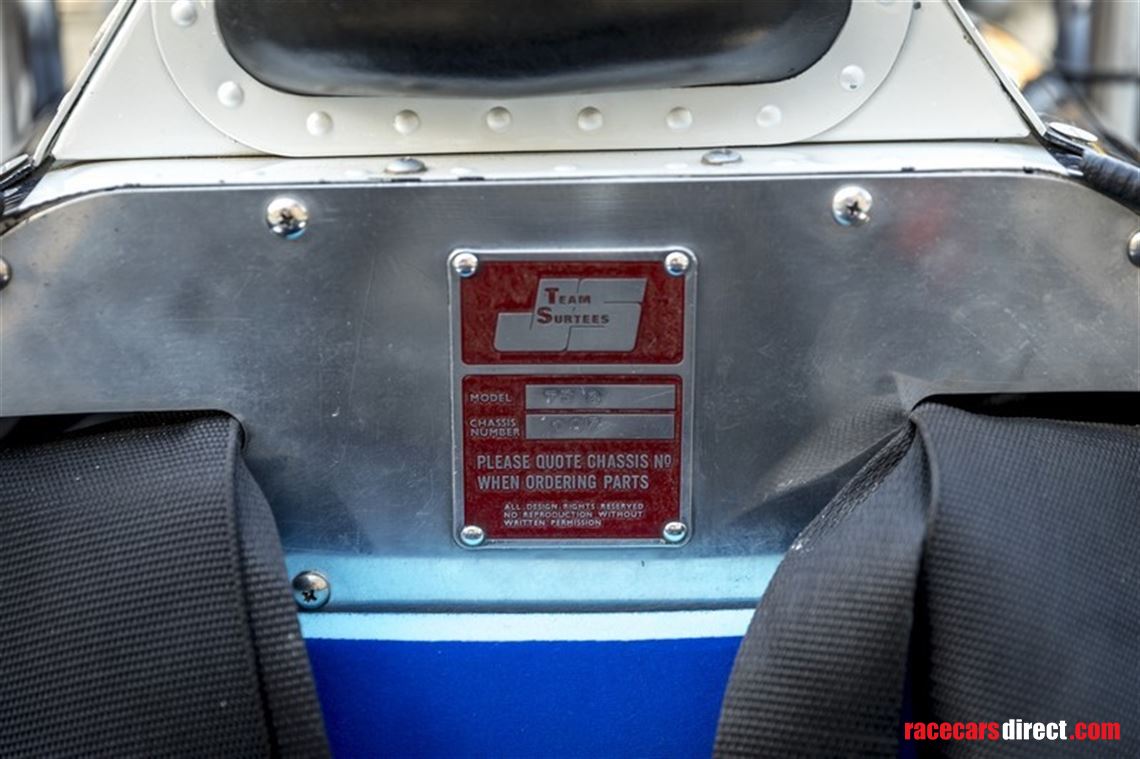 TEAM
SURTEES
MODEL
CHASSIS
NUMBER
PLEASE QUOTE CHASSIS Nº
WHEN ORDERING PARTS
ALL DESIGN RIGHTS RESERVED
NO REPRODUCTION WITHOUT
WRITTEN PERMISSION
racecarsdirect.com